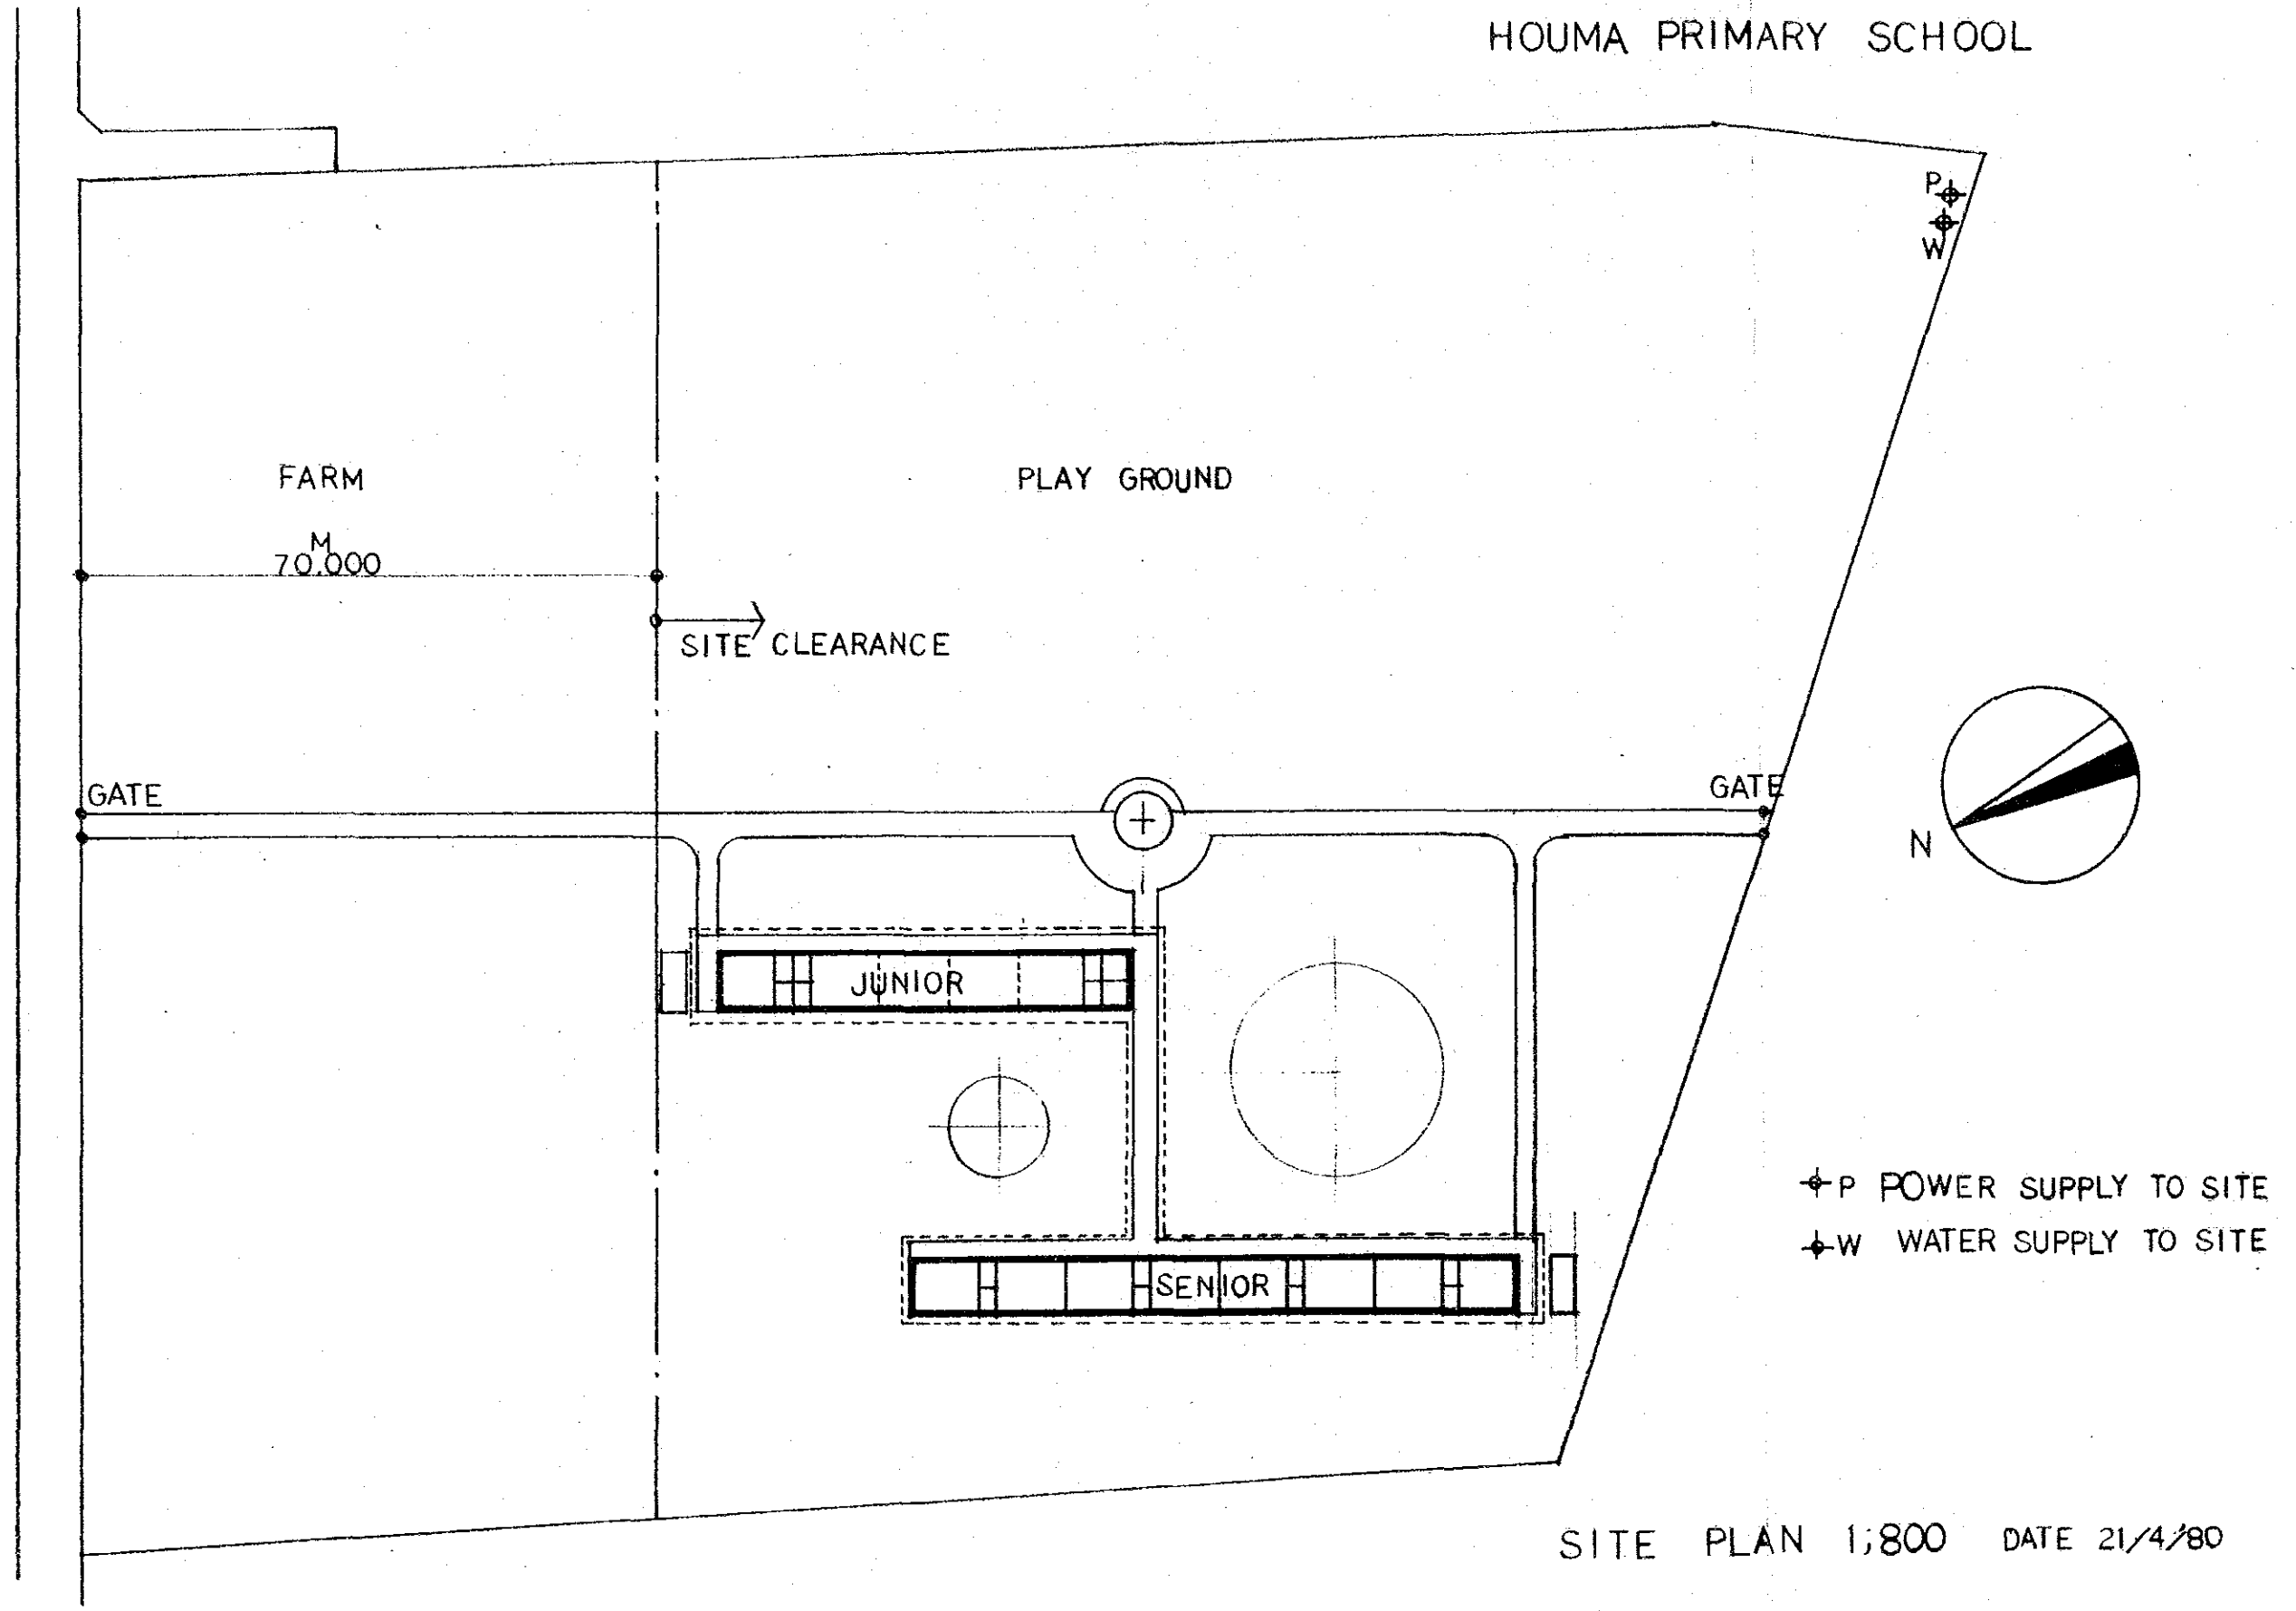 HOUMA PRIMARY SCHOOL
P
W
FARM
PLAY GROUND
M
70.000
SITE CLEARANCE
GATE
GATE
N
JUNIOR
P POWER SUPPLY TO SITE
W WATER SUPPLY TO SITE
SENIOR
SITE PLAN 1;800 DATE 21/4/'80